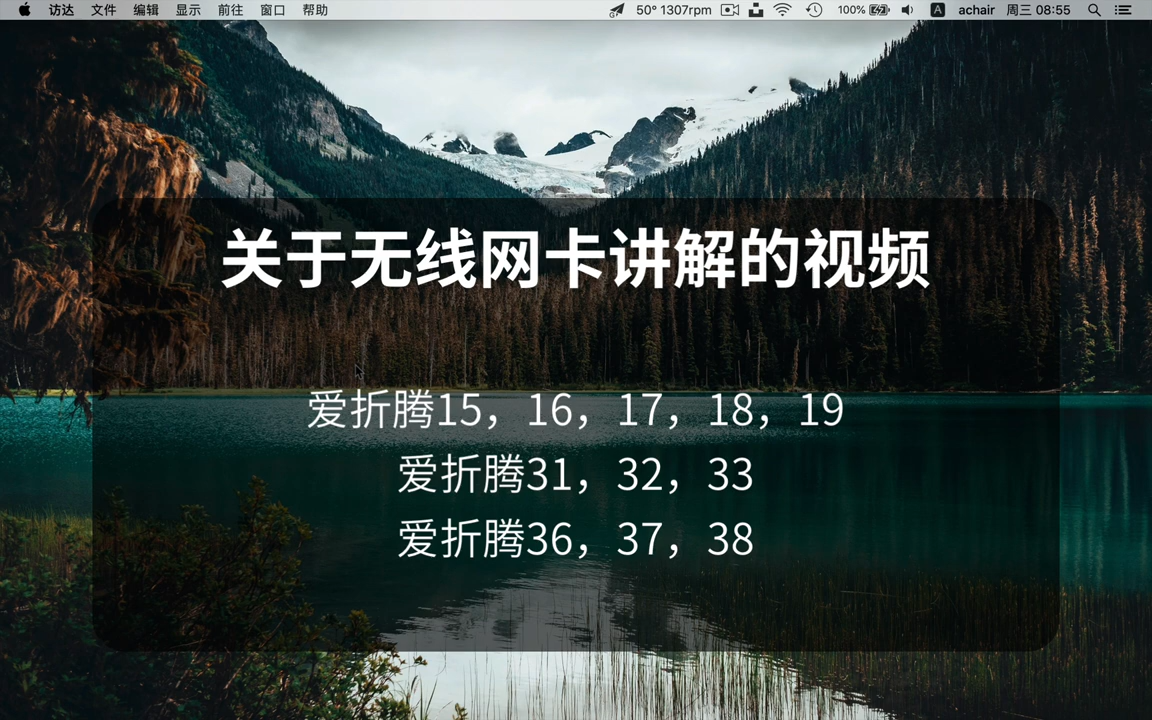 访达 文件 编辑 显示 前往 窗口 帮助 50° 1307rpm 100% A achair 周三 08:55
关于无线网卡讲解的视频
爱折腾15，16，17，18，19
爱折腾31，32，33
爱折腾36，37，38